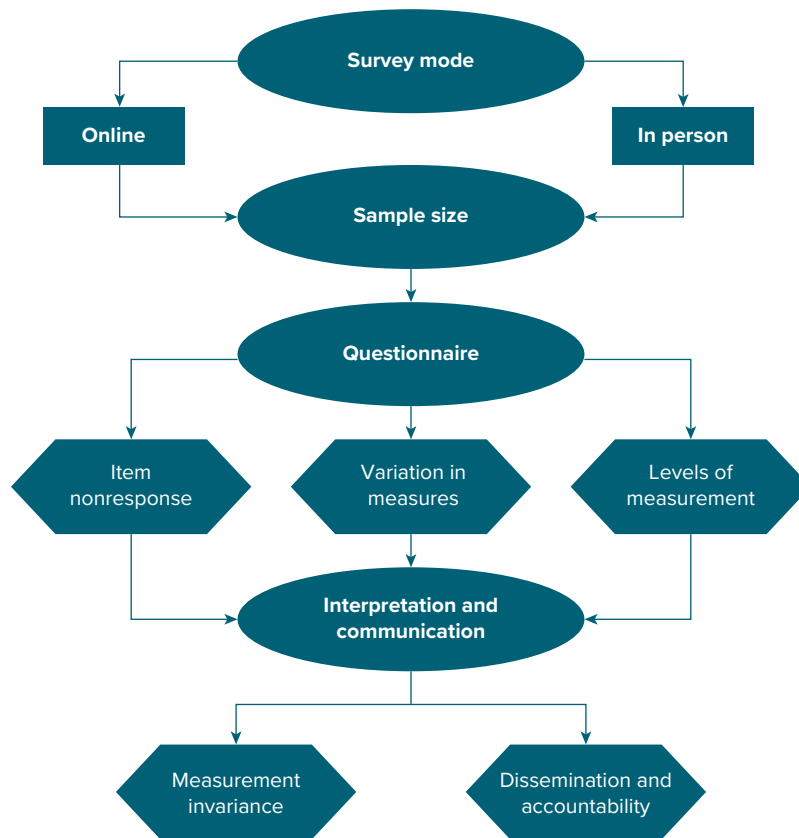 Survey mode
Online
In person
Sample size
Questionnaire
Item
nonresponse
Variation in
measures
Levels of
measurement
Interpretation and
communication
Measurement
invariance
Dissemination and
accountability